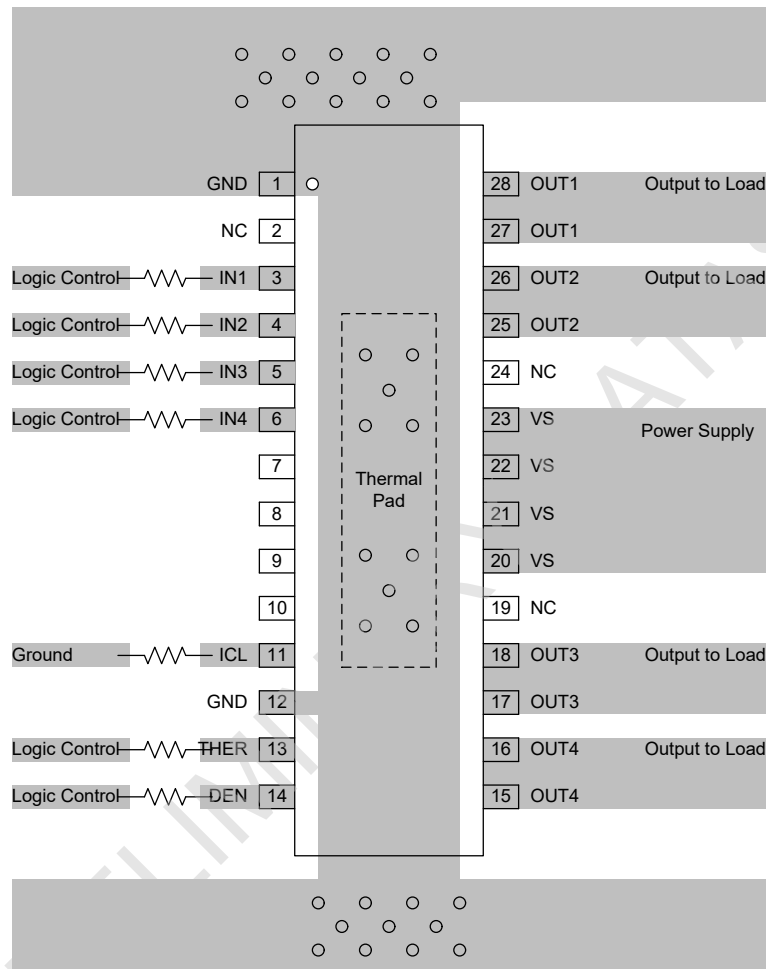 GND 1 28 OUT1 Output to Load
NC 2 27 OUT1
Logic Control IN1 3 26 OUT2 Output to Load
Logic Control IN2 4 25 OUT2
Logic Control IN3 5 24 NC
Logic Control IN4 6 23 VS Power Supply
7 22 VS
Thermal
Pad
8 21 VS
9 20 VS
10 19 NC
Ground ICL 11 18 OUT3 Output to Load
GND 12 17 OUT3
Logic Control THER 13 16 OUT4 Output to Load
Logic Control DEN 14 15 OUT4